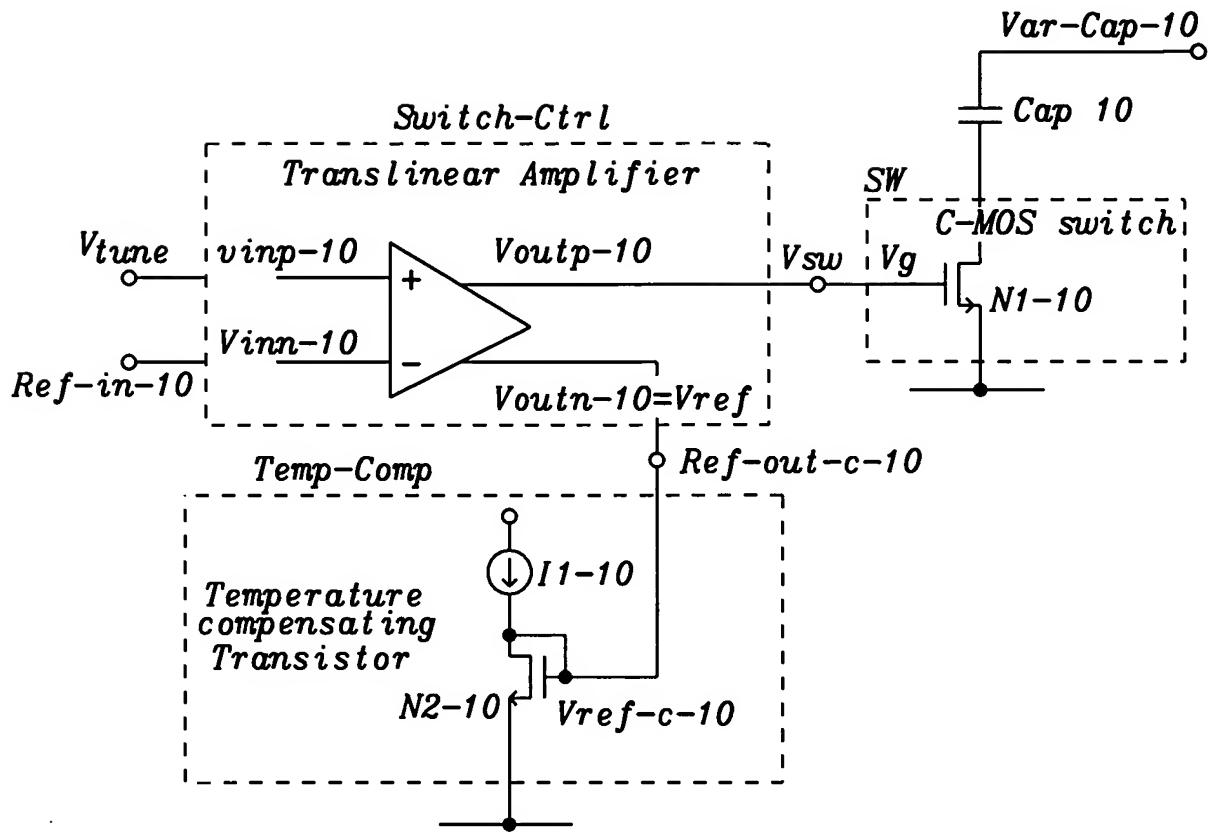 Var-Cap-10
Cap 10
Switch-Ctrl
Translinear Amplifier
SW
C-MOS switch
Vtune
vinp-10
+
Voutp-10
Vsw
Vg
N1-10
Vinn-10
−
Ref-in-10
Voutn-10=Vref
Temp-Comp
Ref-out-c-10
I1-10
Temperature
compensating
Transistor
N2-10
Vref-c-10